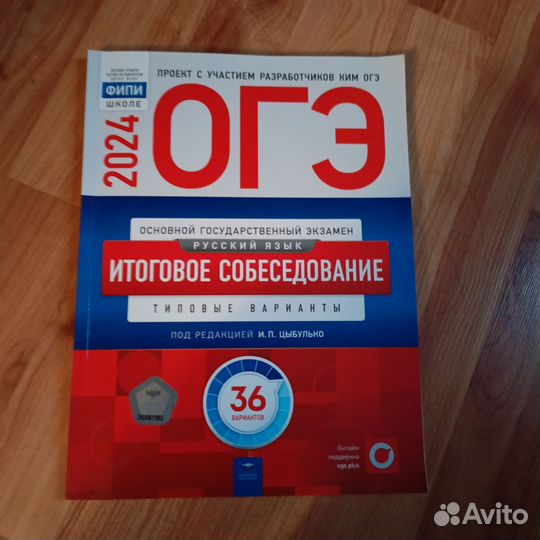 ПРОЕКТ С УЧАСТИЕМ РАЗРАБОТЧИКОВ КИМ ОГЭ
ФИПИ
ШКОЛЕ
2024
ОГЭ
ОСНОВНОЙ ГОСУДАРСТВЕННЫЙ ЭКЗАМЕН
РУССКИЙ ЯЗЫК
ИТОГОВОЕ СОБЕСЕДОВАНИЕ
ТИПОВЫЕ ВАРИАНТЫ
ПОД РЕДАКЦИЕЙ И.П. ЦЫБУЛЬКО
36
ВАРИАНТОВ
Онлайн
поддержка
oge.plus
Avito